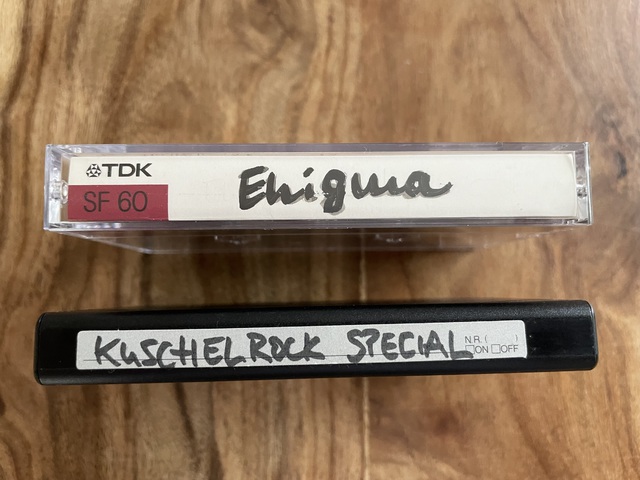 TDK
SF 60
Enigma
KUSCHELROCK SPECIAL
N.R. ( )
ON OFF